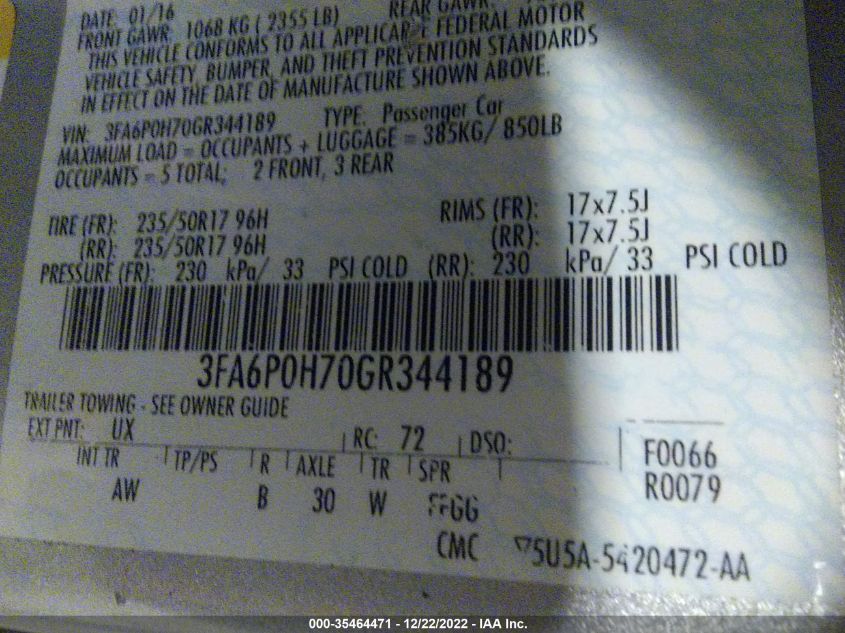 DATE: 01/16
FRONT GAWR: 1068 KG ( 2355 LB) REAR GAWR:
THIS VEHICLE CONFORMS TO ALL APPLICABLE FEDERAL MOTOR
VEHICLE SAFETY, BUMPER, AND THEFT PREVENTION STANDARDS
IN EFFECT ON THE DATE OF MANUFACTURE SHOWN ABOVE.
VIN: 3FA6P0H70GR344189 TYPE: Passenger Car
MAXIMUM LOAD = OCCUPANTS + LUGGAGE = 385KG/ 850LB
OCCUPANTS = 5 TOTAL; 2 FRONT, 3 REAR
TIRE (FR): 235/50R17 96H RIMS (FR): 17x7.5J
(RR): 235/50R17 96H (RR): 17x7.5J
PRESSURE (FR): 230 kPa/ 33 PSI COLD (RR): 230 kPa/ 33 PSI COLD
3FA6P0H70GR344189
TRAILER TOWING - SEE OWNER GUIDE
EXT PNT: UX RC: 72 DSO:
F0066
INT TR TP/PS R AXLE TR SPR
R0079
AW B 30 W FFGG
CMC 5U5A-5420472-AA
000-35464471 - 12/22/2022 - IAA Inc.